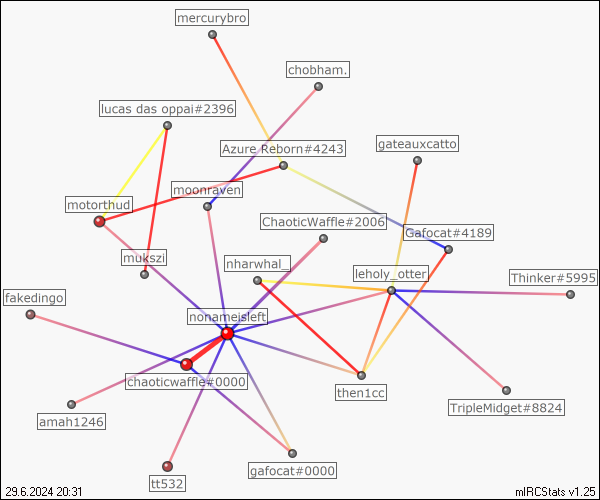 mercurybro
chobham.
lucas das oppai#2396
Azure Reborn#4243
gateauxcatto
moonraven
motorthud
ChaoticWaffle#2006
Gafocat#4189
mukszi
nharwhal_
leholy_otter
Thinker#5995
fakedingo
nonameisleft
chaoticwaffle#0000
then1cc
TripleMidget#8824
amah1246
gafocat#0000
tt532
29.6.2024 20:31
mIRCStats v1.25